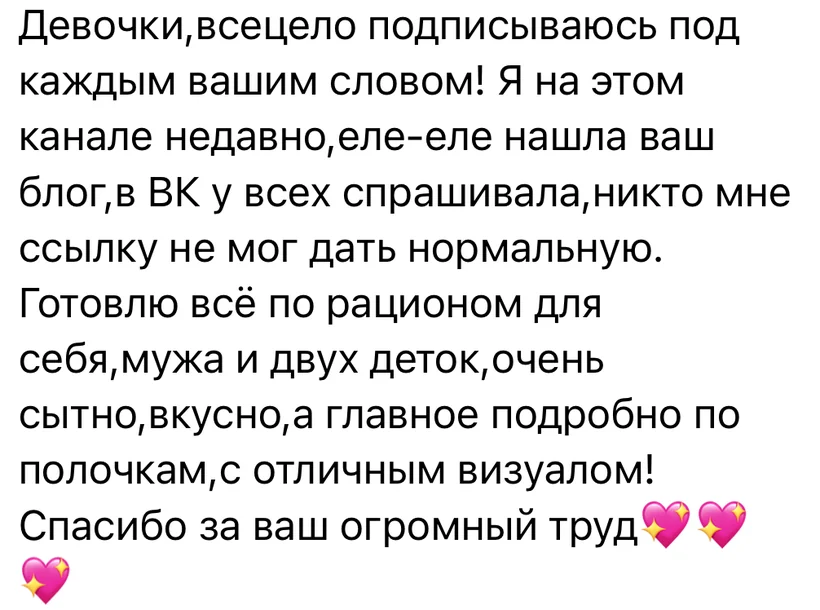 Девочки,всецело подписываюсь под
каждым вашим словом! Я на этом
канале недавно,еле-еле нашла ваш
блог,в ВК у всех спрашивала,никто мне
ссылку не мог дать нормальную.
Готовлю всё по рационом для
себя,мужа и двух деток,очень
сытно,вкусно,а главное подробно по
полочкам,с отличным визуалом!
Спасибо за ваш огромный труд💖💖
💖